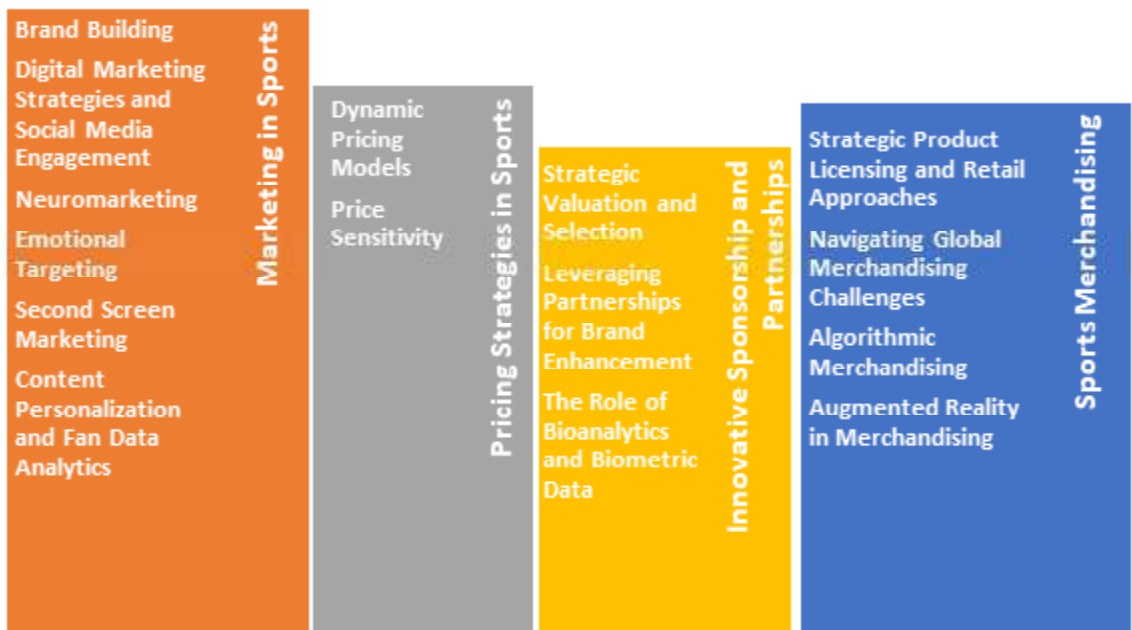 Brand Building
Digital Marketing
Strategies and
Social Media
Engagement
Neuromarketing
Emotional
Targeting
Second Screen
Marketing
Content
Personalization
and Fan Data
Analytics
Marketing in Sports
Dynamic
Pricing
Models
Price
Sensitivity
Pricing Strategies in Sports
Strategic
Valuation and
Selection
Leveraging
Partnerships
for Brand
Enhancement
The Role of
Bioanalytics
and Biometric
Data
Innovative Sponsorship and
Partnerships
Strategic Product
Licensing and Retail
Approaches
Navigating Global
Merchandising
Challenges
Algorithmic
Merchandising
Augmented Reality
in Merchandising
Sports Merchandising